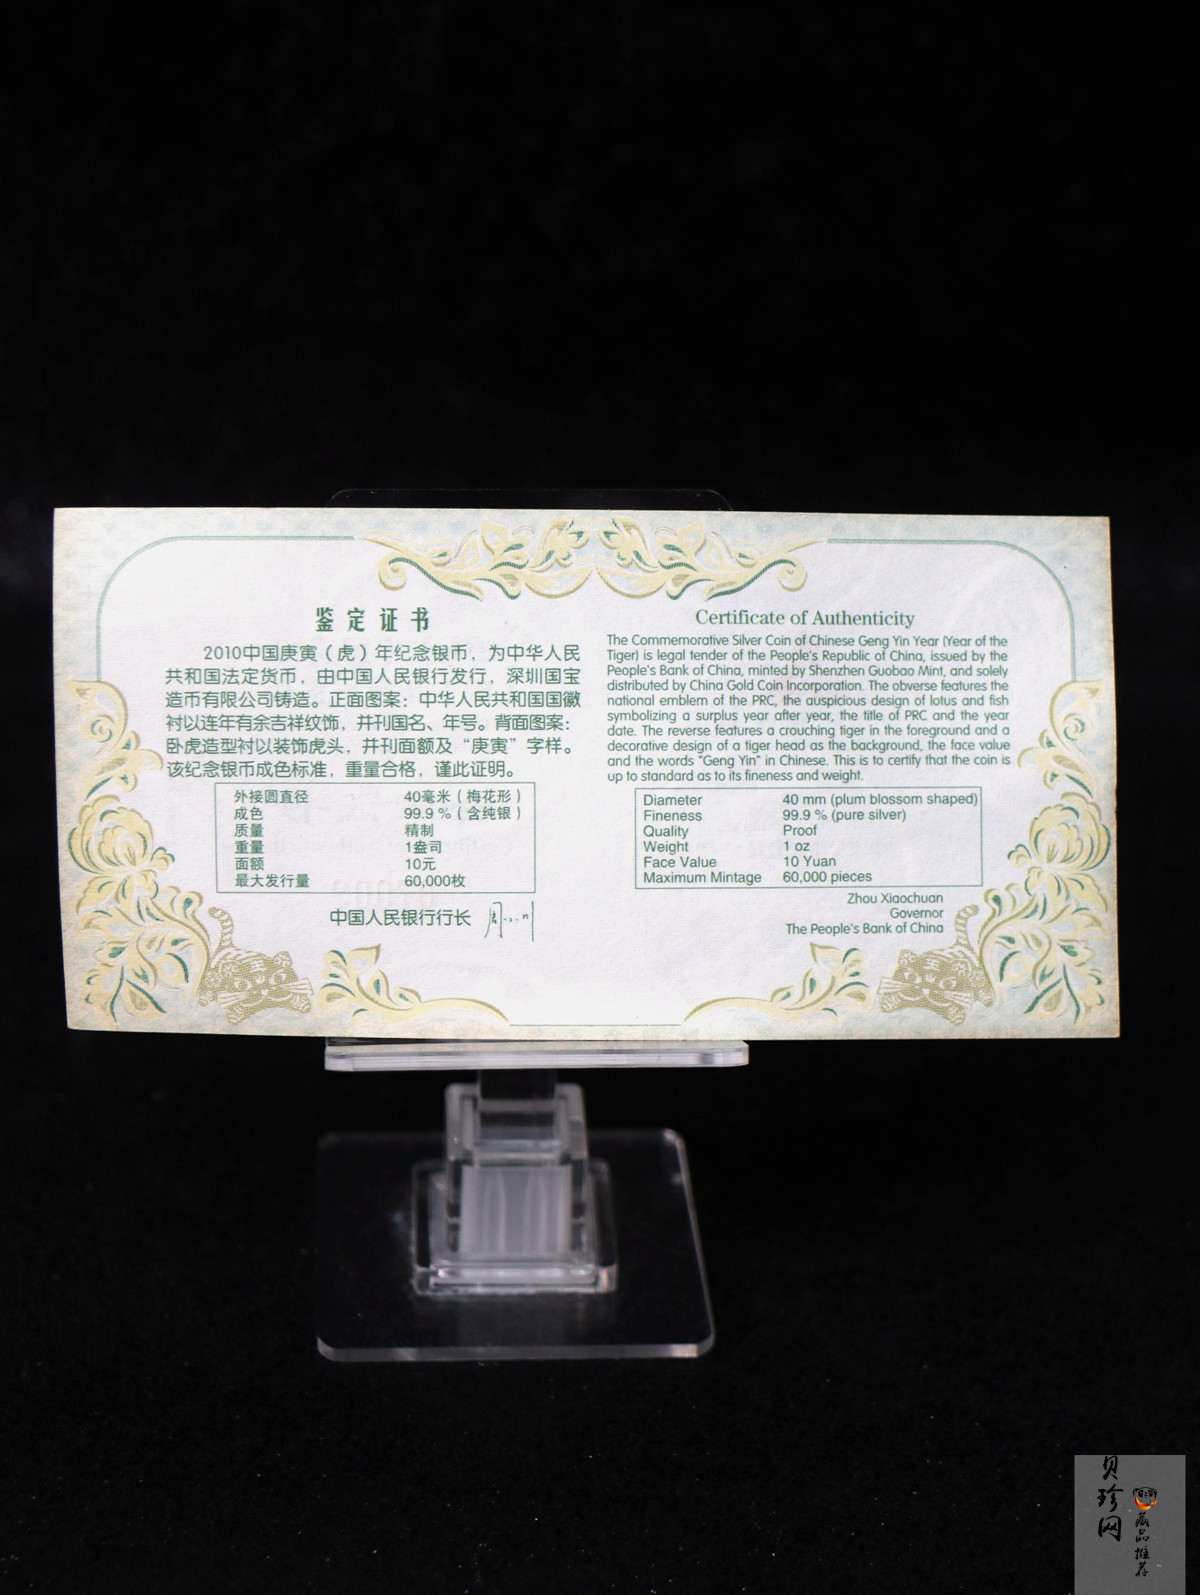 鉴定证书
2010中国庚寅（虎）年纪念银币，为中华人民
共和国法定货币，由中国人民银行发行，深圳国宝
造币有限公司铸造。正面图案：中华人民共和国国徽
衬以连年有余吉祥纹饰，并刊国名、年号。背面图案：
卧虎造型衬以装饰虎头，并刊面额及“庚寅”字样。
该纪念银币成色标准，重量合格，谨此证明。
外接圆直径 40毫米（梅花形）
成色 99.9％（含纯银）
质量 精制
重量 1盎司
面额 10元
最大发行量 60,000枚
中国人民银行行长
Certificate of Authenticity
The Commemorative Silver Coin of Chinese Geng Yin Year (Year of the
Tiger) is legal tender of the People's Republic of China, issued by the
People's Bank of China, minted by Shenzhen Guobao Mint, and solely
distributed by China Gold Coin Incorporation. The obverse features the
national emblem of the PRC, the auspicious design of lotus and fish
symbolizing a surplus year after year, the title of PRC and the year
date. The reverse features a crouching tiger in the foreground and a
decorative design of a tiger head as the background, the face value
and the words "Geng Yin" in Chinese. This is to certify that the coin is
up to standard as to its fineness and weight.
Diameter 40 mm (plum blossom shaped)
Fineness 99.9 % (pure silver)
Quality Proof
Weight 1 oz
Face Value 10 Yuan
Maximum Mintage 60,000 pieces
Zhou Xiaochuan
Governor
The People's Bank of China
贝珍网
藏品推荐